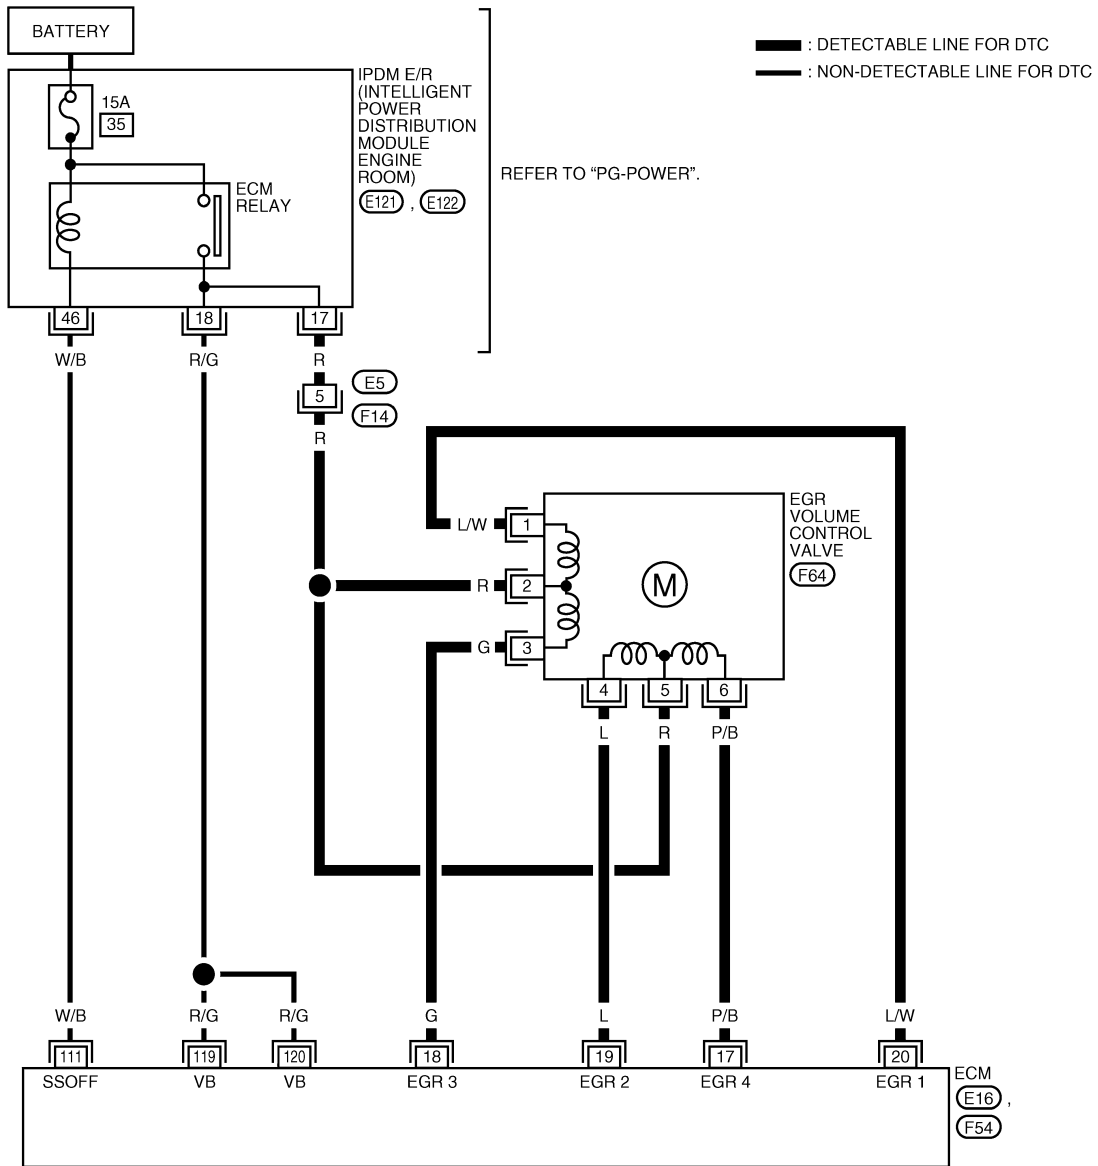 BATTERY
: DETECTABLE LINE FOR DTC
: NON-DETECTABLE LINE FOR DTC
15A
35
IPDM E/R
(INTELLIGENT
POWER
DISTRIBUTION
MODULE
ENGINE
ROOM)
E121 , E122
REFER TO “PG-POWER”.
ECM
RELAY
46
18
17
W/B
R/G
R
5
E5
F14
R
L/W
1
R
2
G
3
M
EGR
VOLUME
CONTROL
VALVE
F64
4
5
6
L
R
P/B
W/B
R/G
R/G
G
L
P/B
L/W
111
119
120
18
19
17
20
SSOFF
VB
VB
EGR 3
EGR 2
EGR 4
EGR 1
ECM
E16 ,
F54